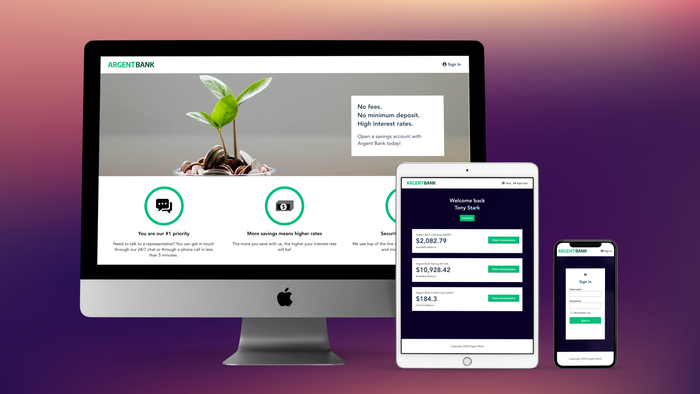 ARGENTBANK
Sign In
No fees.
No minimum deposit.
High interest rates.
Open a savings account with
Argent Bank today!
You are our #1 priority
Need to talk to a representative? You can get in touch
through our 24/7 chat or through a phone call in less
than 5 minutes.
More savings means higher rates
The more you save with us, the higher your interest rate
will be!
Securit
We use top of the line
and mo
ARGENTBANK
Tony Sign Out
Welcome back
Tony Stark
Argent Bank Checking (x8349)
$2,082.79
Available Balance
View transactions
Argent Bank Savings (x6712)
$10,928.42
Available Balance
View transactions
Argent Bank Credit Card (x8349)
$184.3
Current Balance
View transactions
Copyright 2020 Argent Bank
ARGENTBANK
Sign In
Sign In
Username
Password
Remember me
Sign In
Copyright 2020 Argent Bank